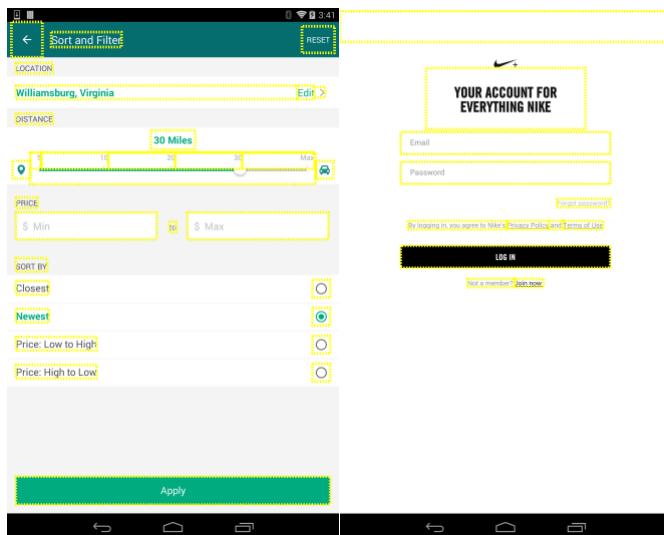 3:41
Sort and Filter
RESET
LOCATION
Williamsburg, Virginia
Edit
DISTANCE
30 Miles
5 10 20 30 Max
PRICE
$ Min to $ Max
SORT BY
Closest
Newest
Price: Low to High
Price: High to Low
Apply
YOUR ACCOUNT FOR
EVERYTHING NIKE
Email
Password
Forgot password?
By logging in, you agree to Nike's Privacy Policy and Terms of Use
LOG IN
Not a member? Join now